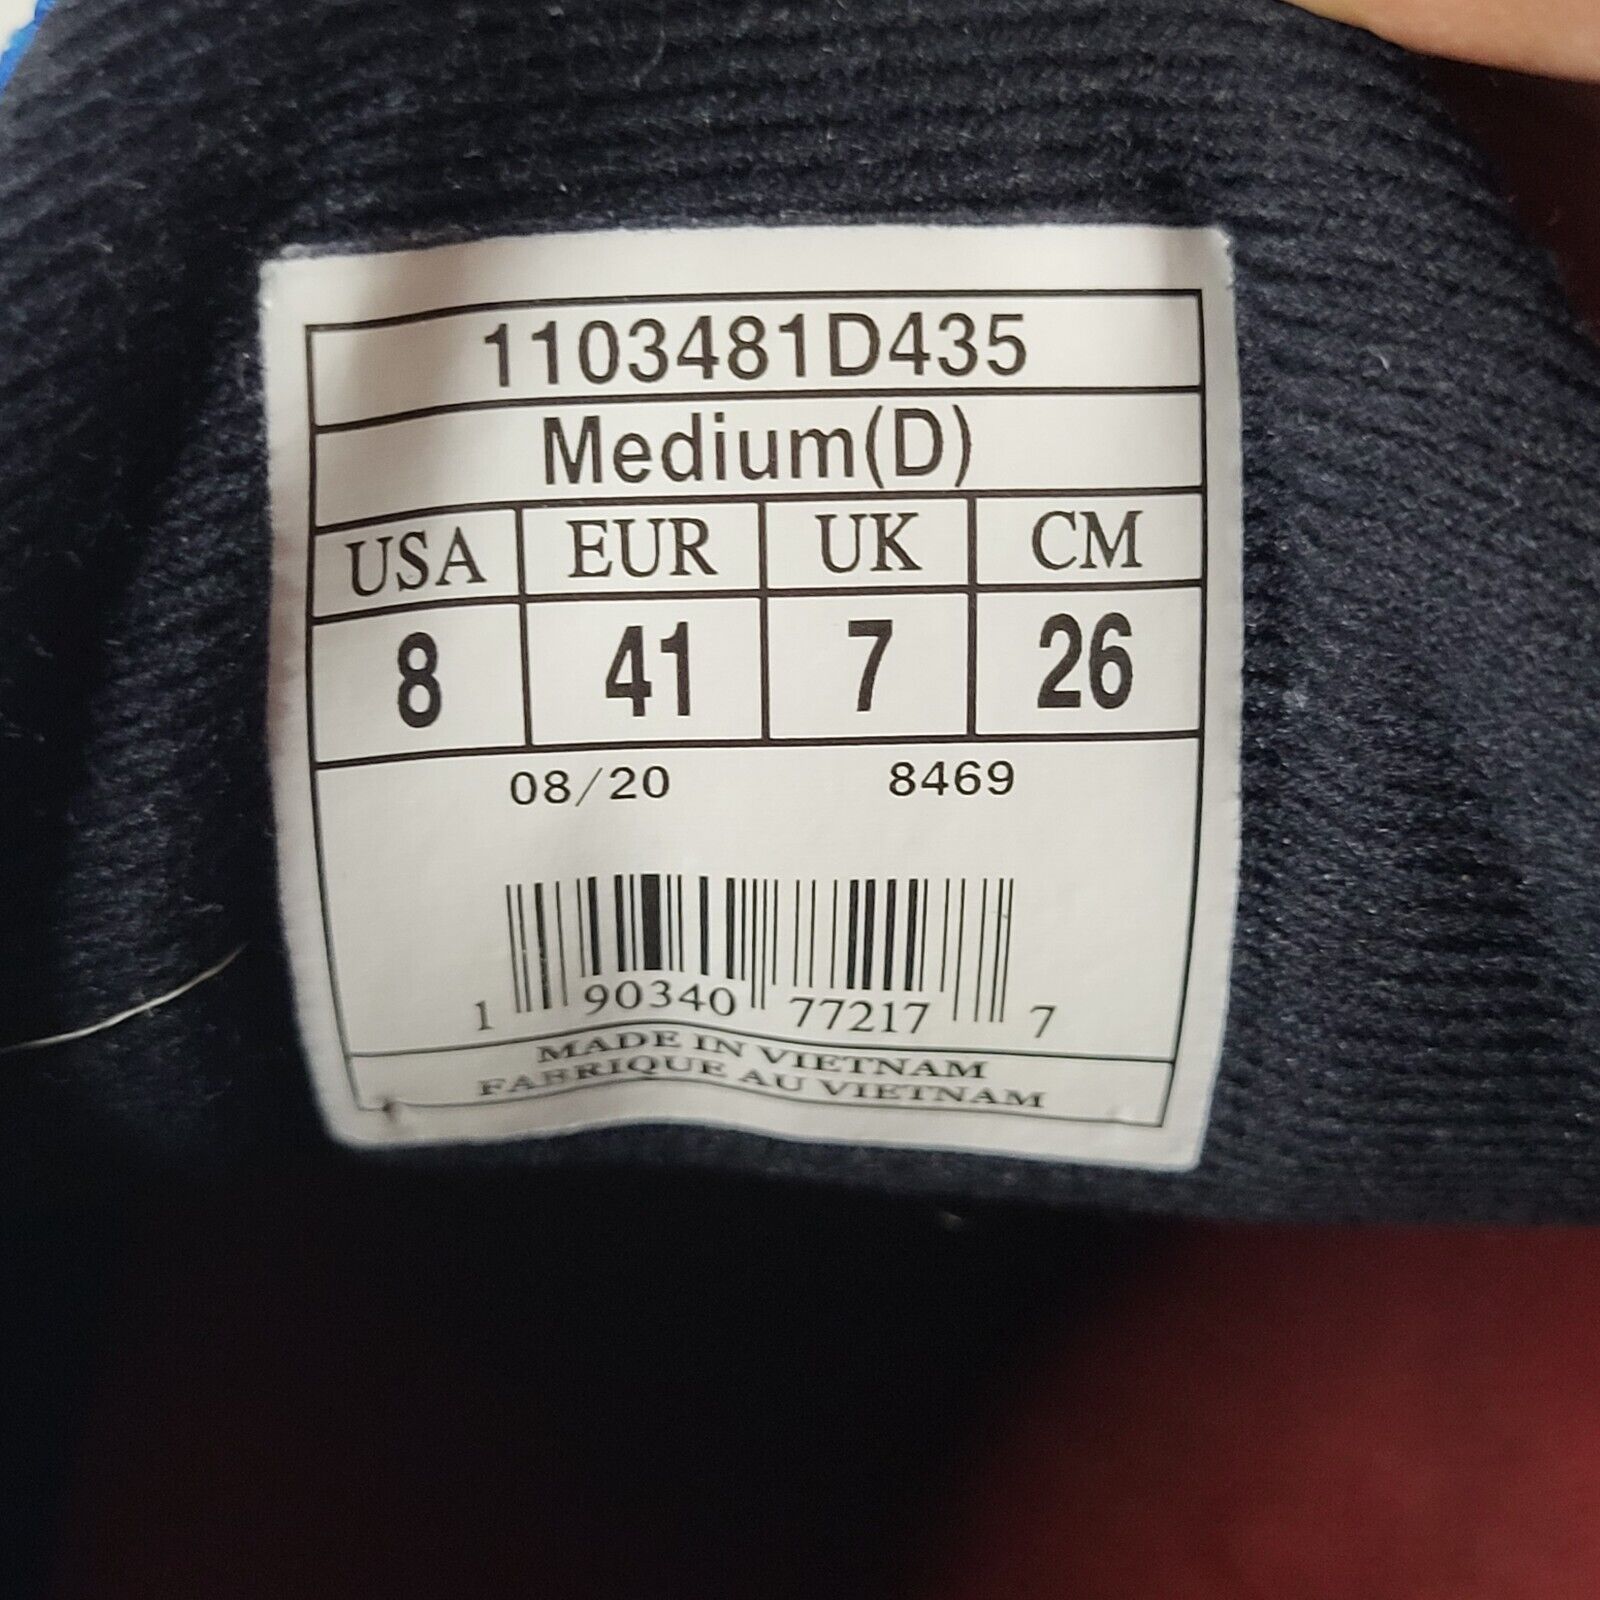 1103481D435
Medium(D)
USA EUR UK CM
8 41 7 26
08/20 8469
1 90340 77217 7
MADE IN VIETNAM
FABRIQUE AU VIETNAM